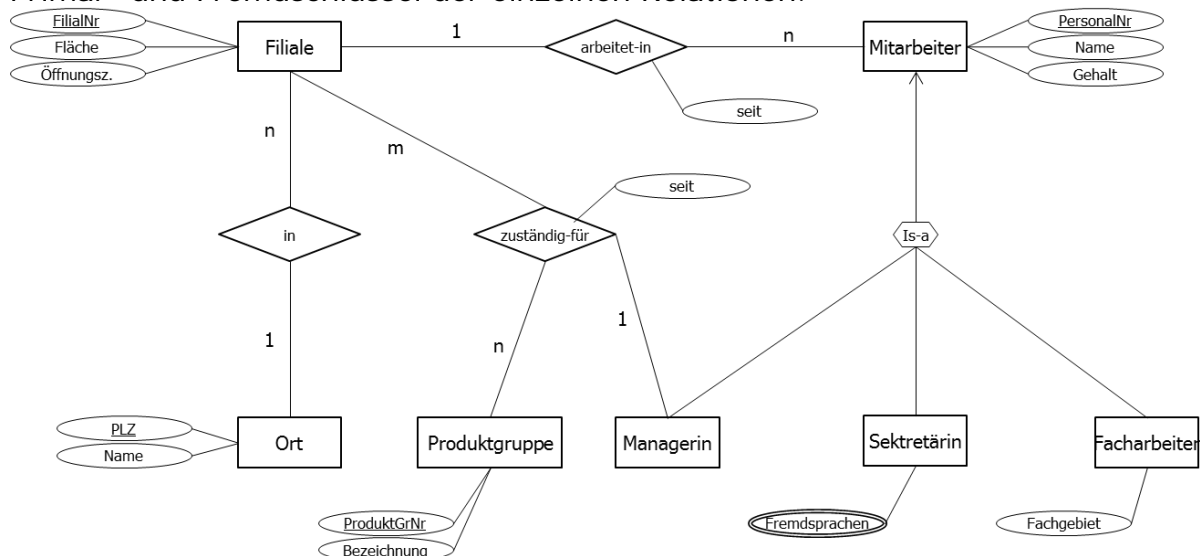 Primär- und Fremdschlüssel der einzelnen Relationen.
FilialNr
Fläche
Öffnungsz.
Filiale
1
arbeitet-in
n
Mitarbeiter
PersonalNr
Name
Gehalt
seit
n
m
seit
in
zuständig-für
Is-a
1
n
1
PLZ
Name
Ort
Produktgruppe
Managerin
Sektretärin
Facharbeiter
ProduktGrNr
Bezeichnung
Fremdsprachen
Fachgebiet